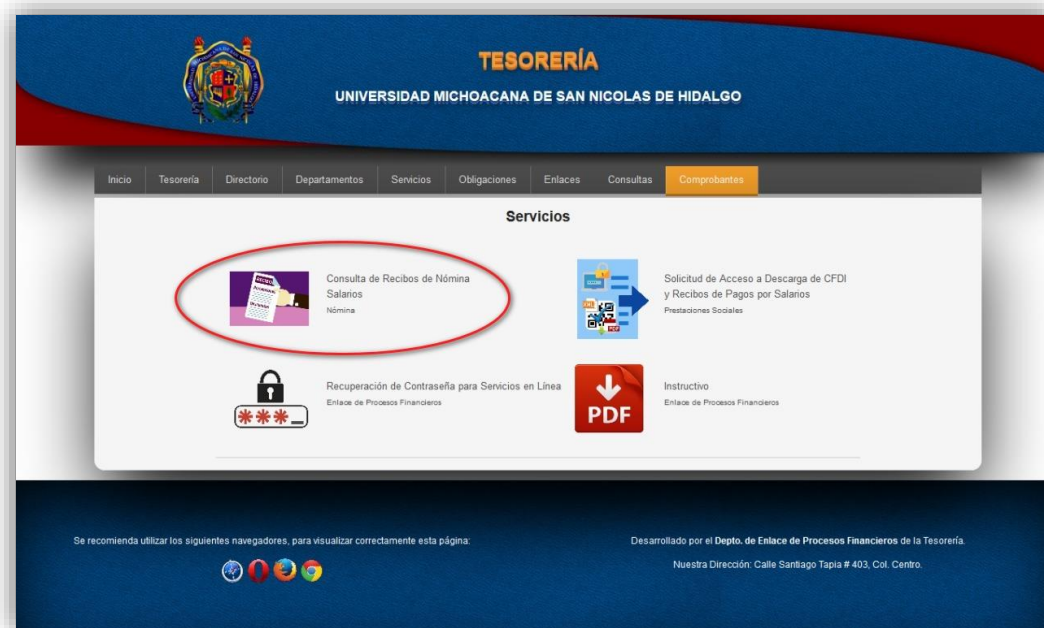 TESORERÍA
UNIVERSIDAD MICHOACANA DE SAN NICOLAS DE HIDALGO
Inicio Tesorería Directorio Departamentos Servicios Obligaciones Enlaces Consultas Comprobantes
Servicios
Consulta de Recibos de Nómina
Salarios
Nómina
Solicitud de Acceso a Descarga de CFDI
y Recibos de Pagos por Salarios
Prestaciones Sociales
Recuperación de Contraseña para Servicios en Línea
Enlace de Procesos Financieros
PDF
Instructivo
Enlace de Procesos Financieros
Se recomienda utilizar los siguientes navegadores, para visualizar correctamente esta página:
Desarrollado por el Depto. de Enlace de Procesos Financieros de la Tesorería.
Nuestra Dirección: Calle Santiago Tapia # 403, Col. Centro.